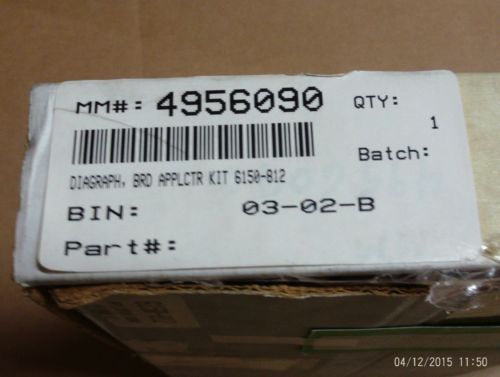 MM#: 4956090 QTY:
1
DIAGRAPH, BRD APPLCTR KIT 6150-812
Batch:
BIN: 03-02-B
Part#:
04/12/2015 11:50